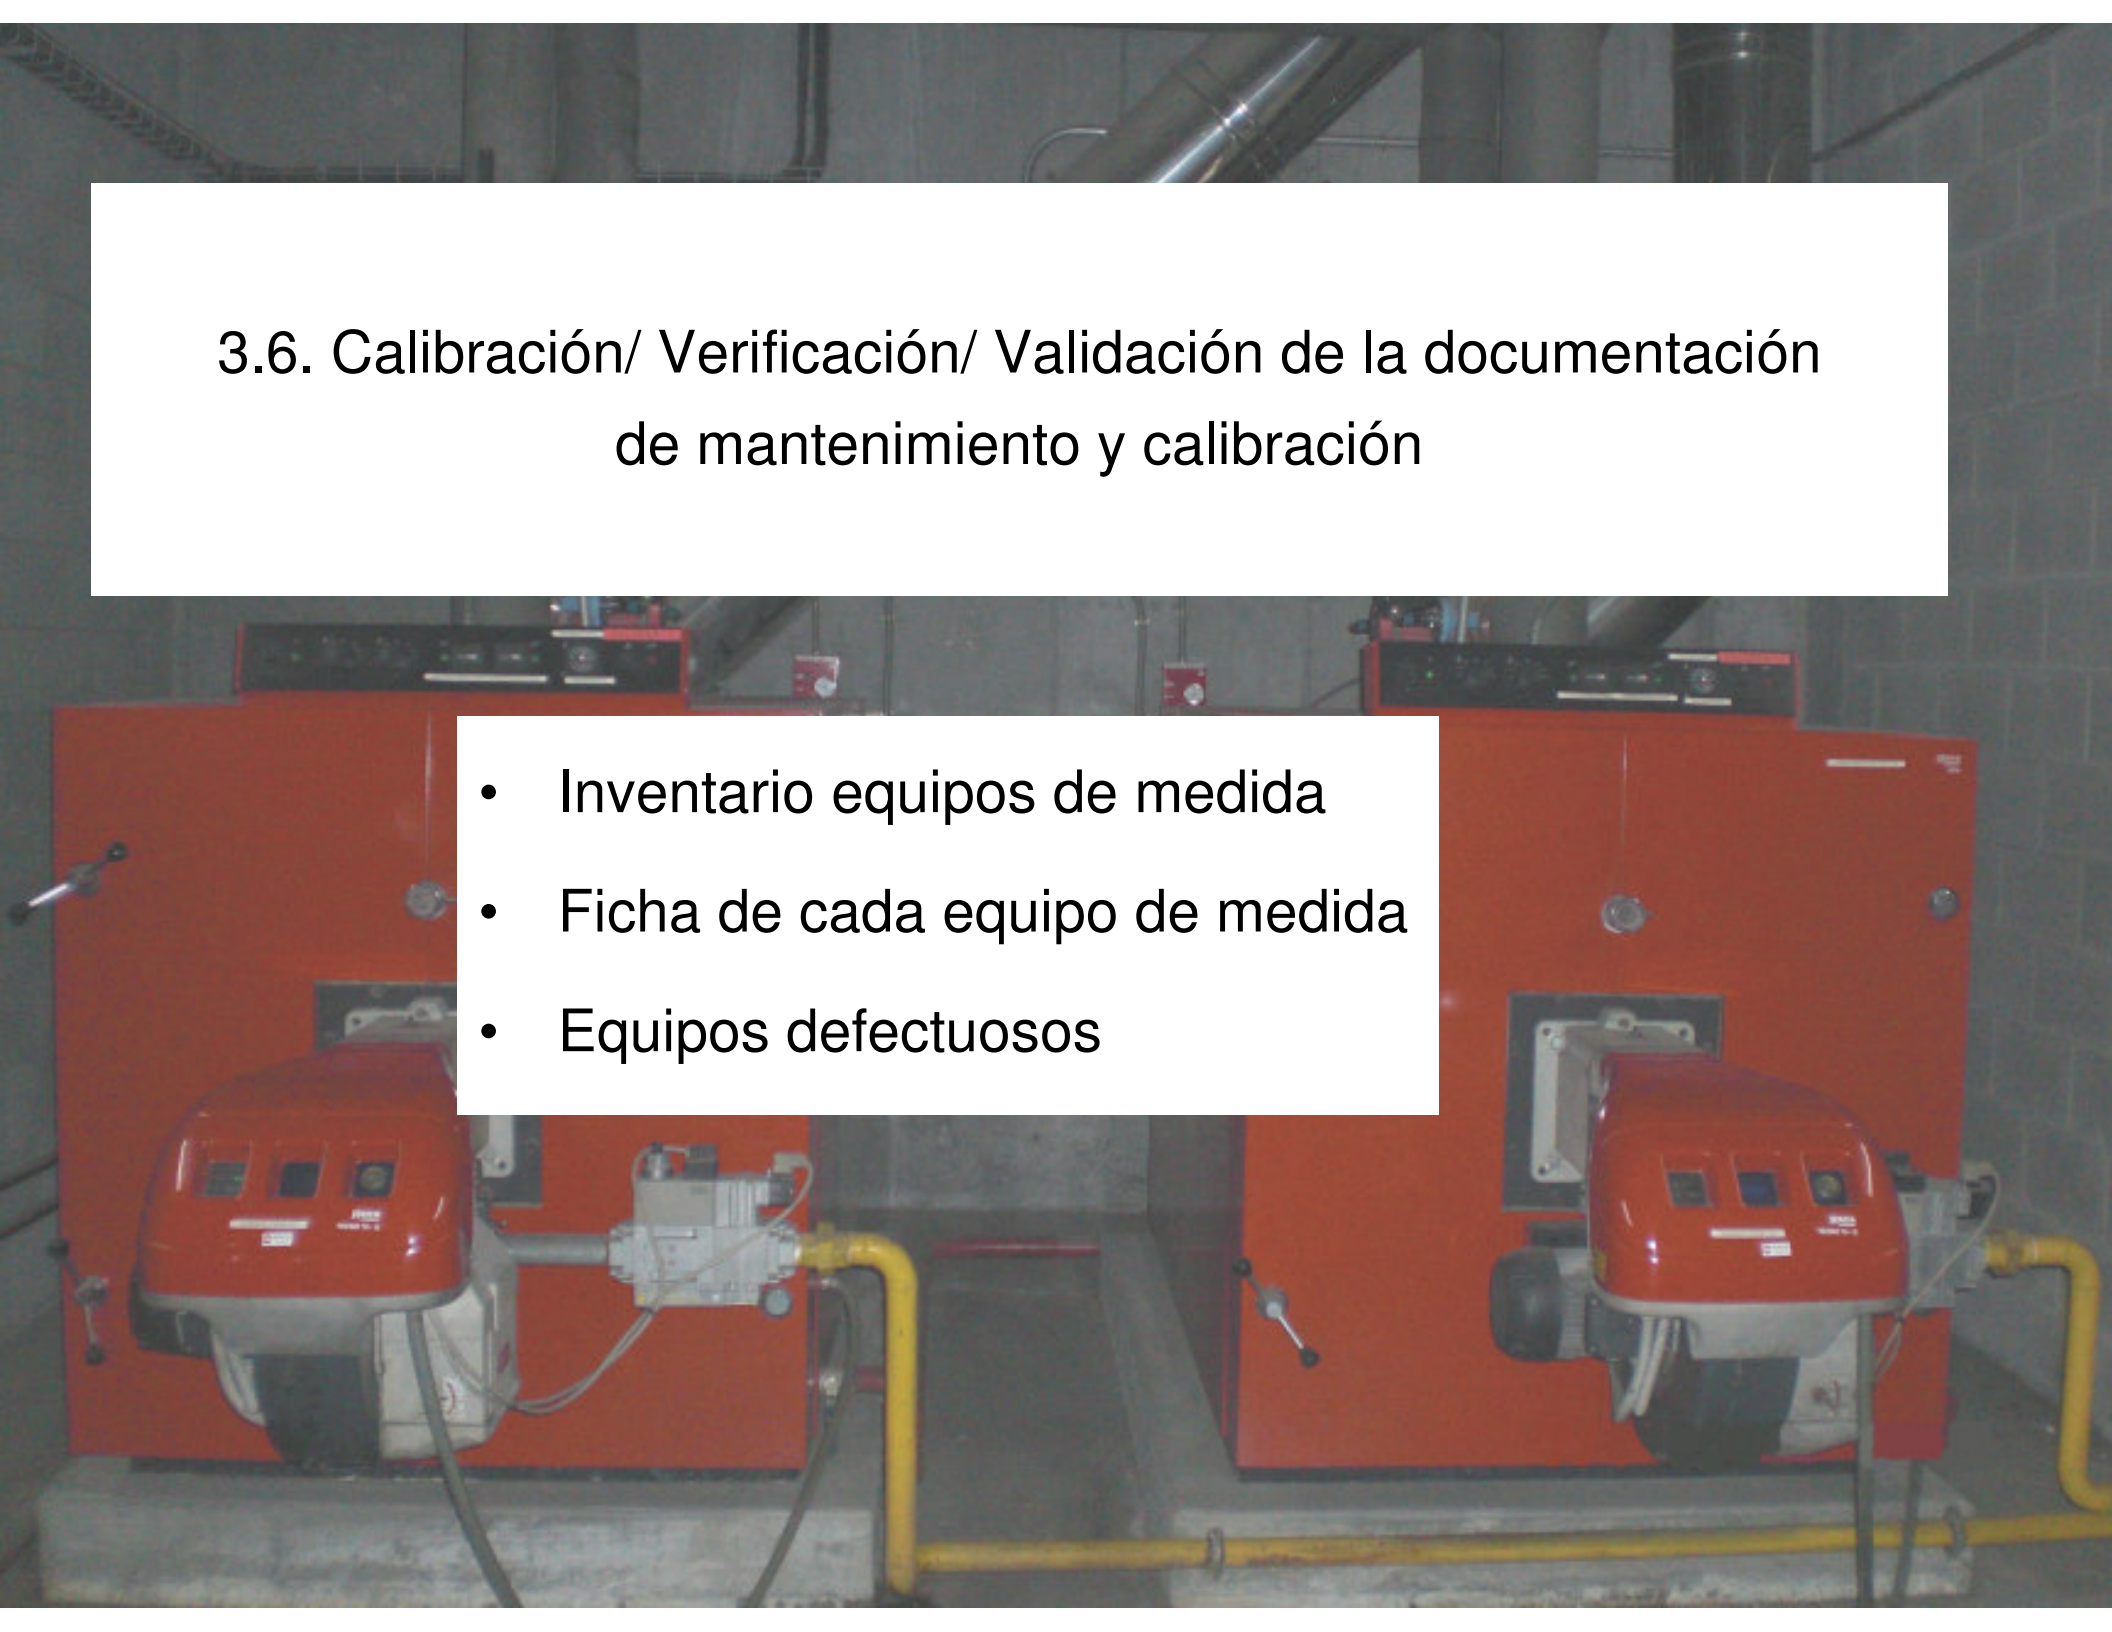 3.6. Calibración/ Verificación/ Validación de la documentación
de mantenimiento y calibración
• Inventario equipos de medida
• Ficha de cada equipo de medida
• Equipos defectuosos